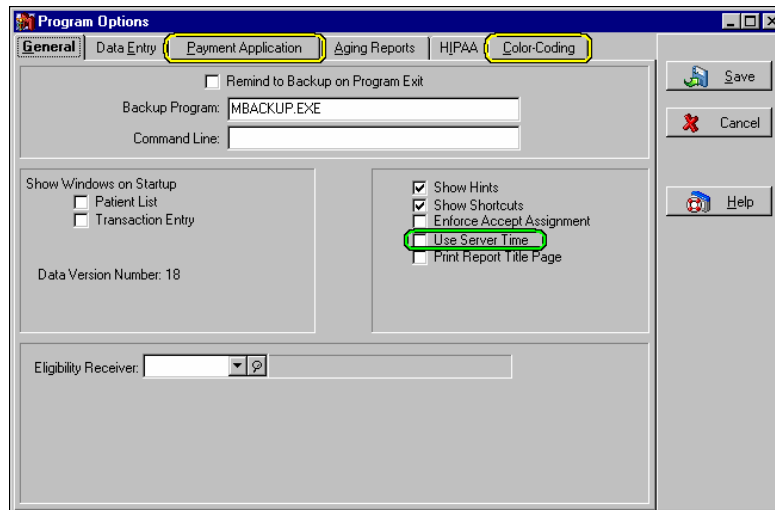 Program Options
General Data Entry Payment Application Aging Reports HIPAA Color-Coding
Remind to Backup on Program Exit
Backup Program: MBACKUP.EXE
Command Line:
Save
Cancel
Help
Show Windows on Startup
Patient List
Transaction Entry
Data Version Number: 18
Show Hints
Show Shortcuts
Enforce Accept Assignment
Use Server Time
Print Report Title Page
Eligibility Receiver: